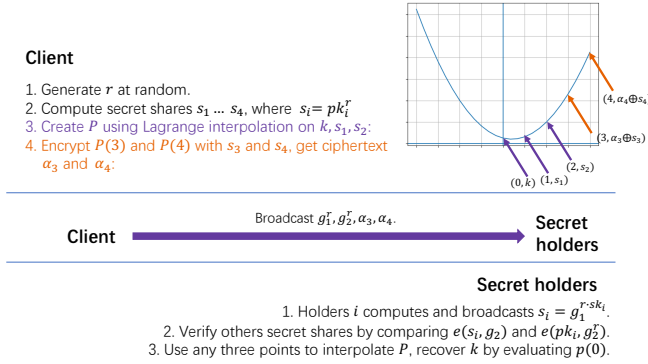 Client
1. Generate r at random.
2. Compute secret shares s₁ ... s₄, where sᵢ= pkᵢʳ
3. Create P using Lagrange interpolation on k, s₁, s₂:
4. Encrypt P(3) and P(4) with s₃ and s₄, get ciphertext
α₃ and α₄:
(4, α₄⊕s₄
(3, α₃⊕s₃)
(2, s₂)
(1, s₁)
(0, k)
Broadcast g₁ʳ, g₂ʳ, α₃, α₄.
Client
Secret
holders
Secret holders
1. Holders i computes and broadcasts sᵢ = g₁^{r·skᵢ}.
2. Verify others secret shares by comparing e(sᵢ, g₂) and e(pkᵢ, g₂ʳ).
3. Use any three points to interpolate P, recover k by evaluating p(0).